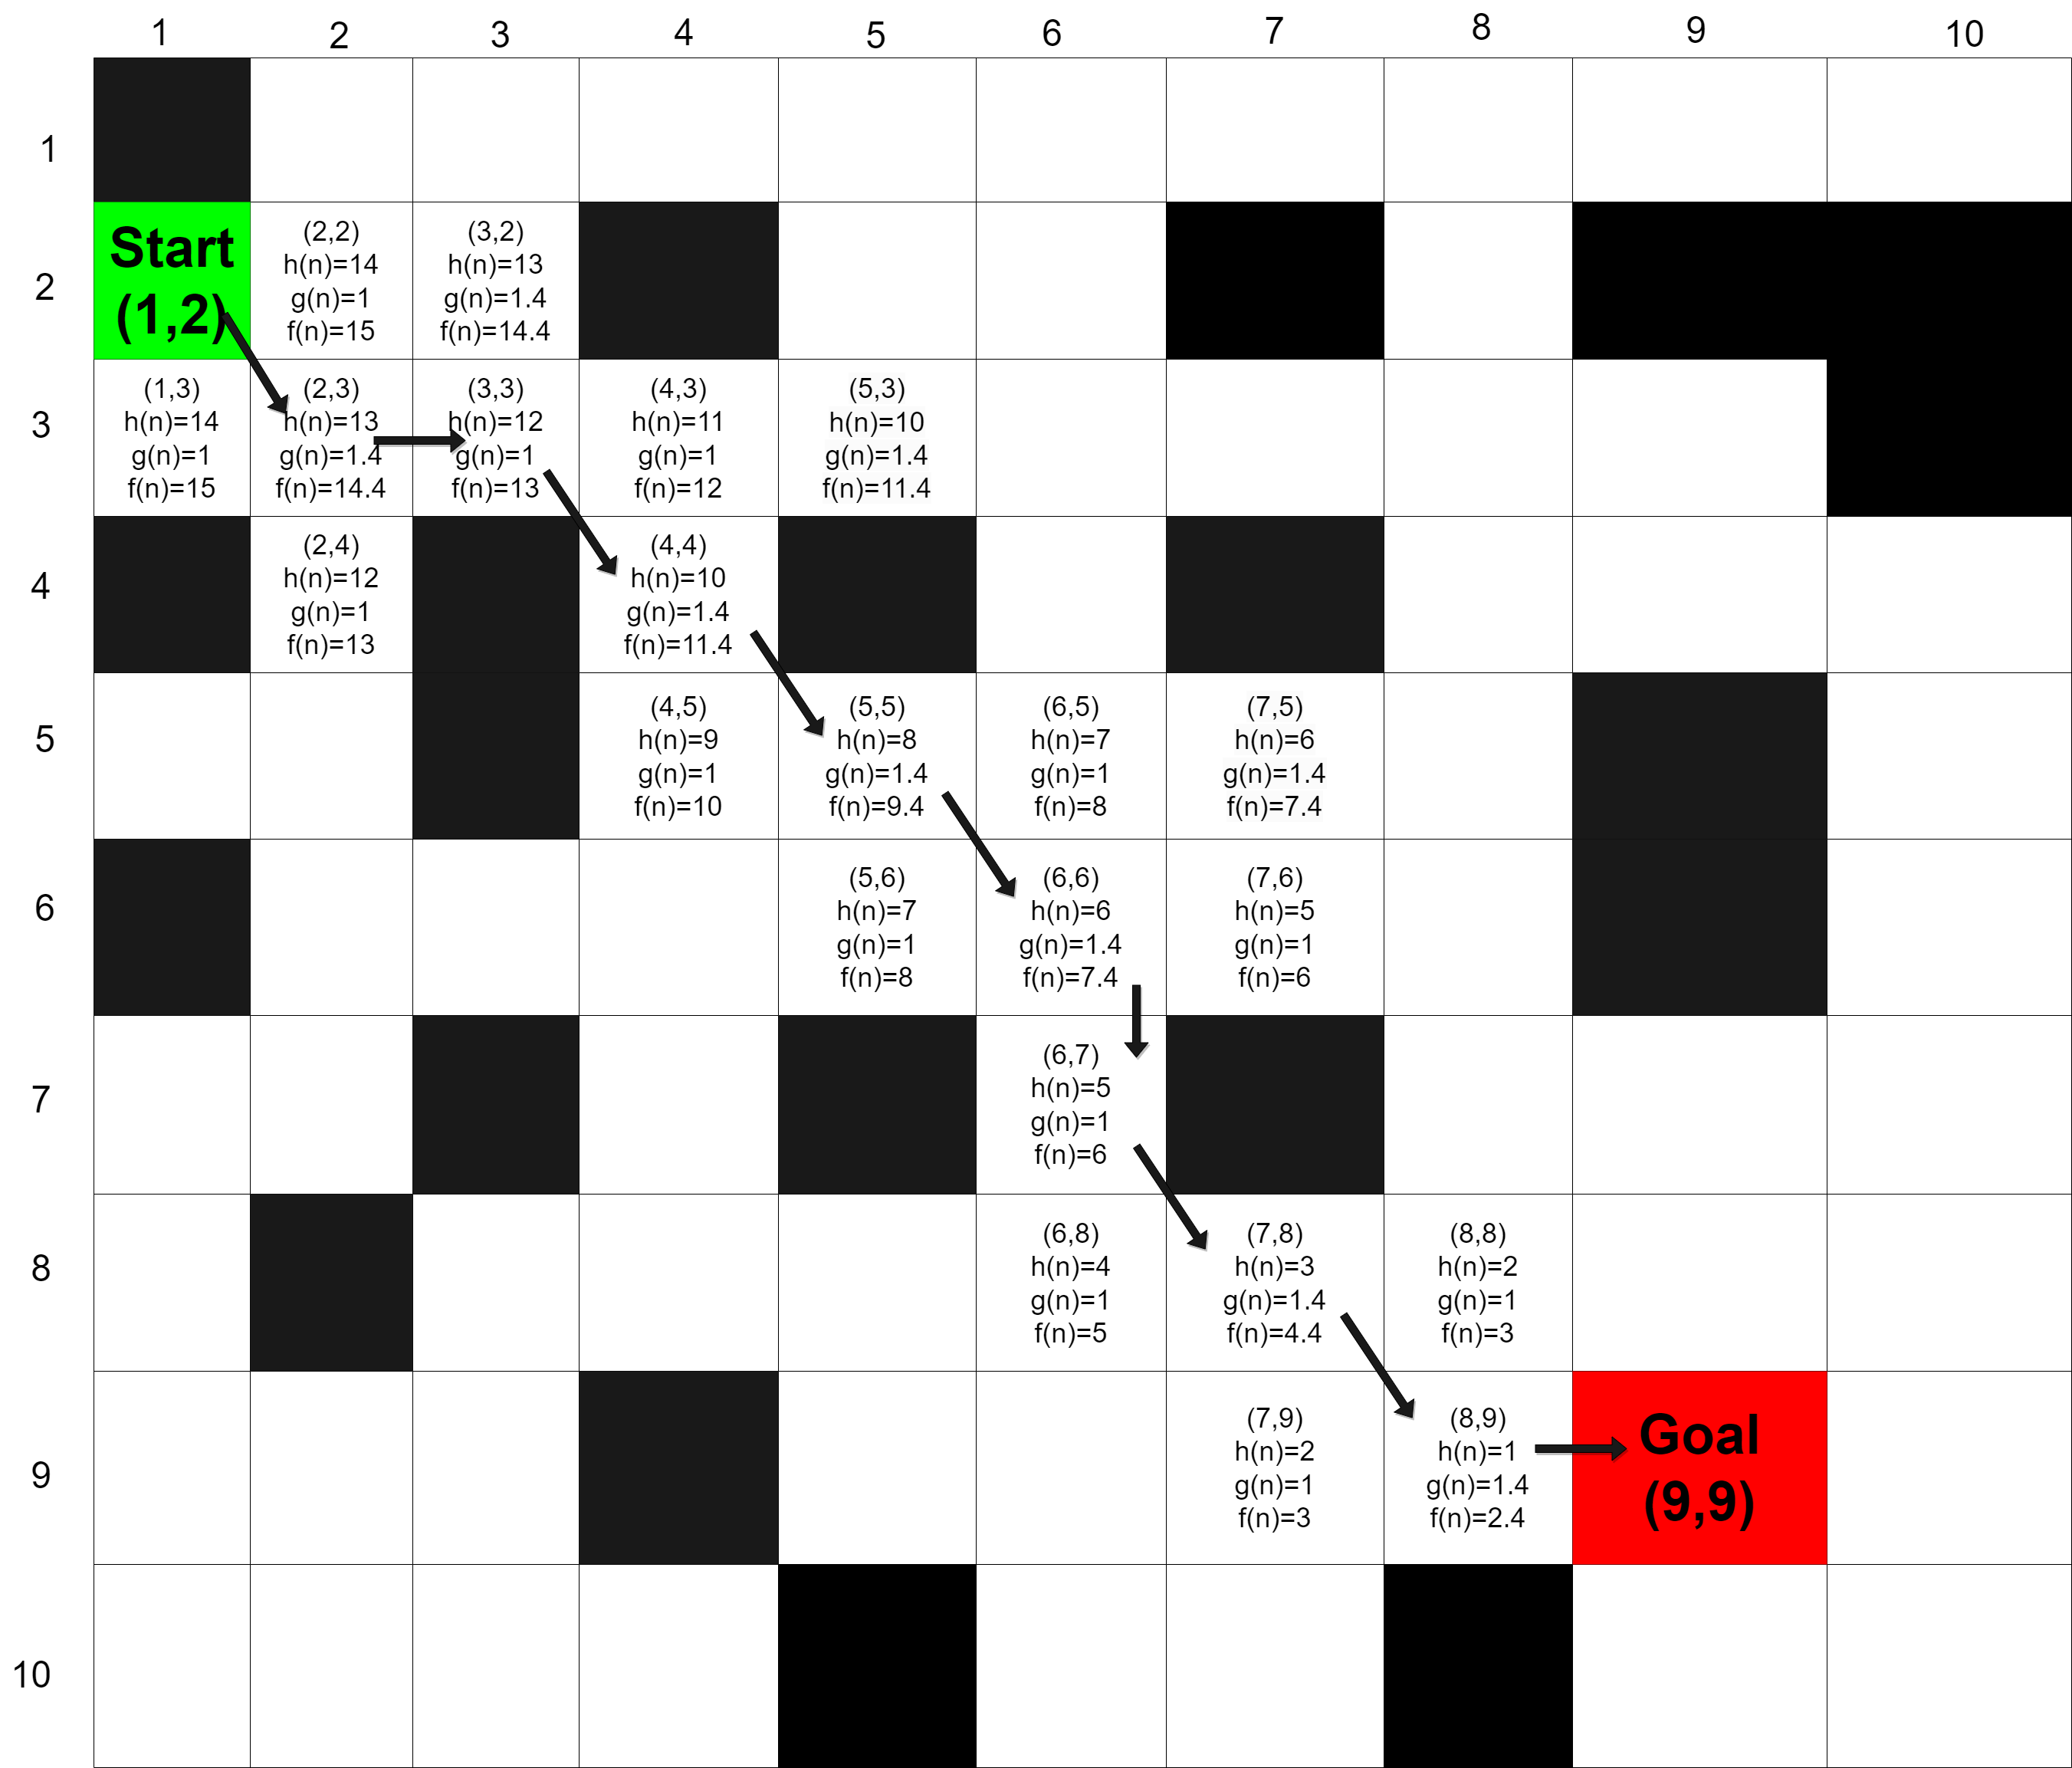 1 2 3 4 5 6 7 8 9 10
1
2
Start
(1,2)
(2,2)
h(n)=14
g(n)=1
f(n)=15
(3,2)
h(n)=13
g(n)=1.4
f(n)=14.4
3
(1,3)
h(n)=14
g(n)=1
f(n)=15
(2,3)
h(n)=13
g(n)=1.4
f(n)=14.4
(3,3)
h(n)=12
g(n)=1
f(n)=13
(4,3)
h(n)=11
g(n)=1
f(n)=12
(5,3)
h(n)=10
g(n)=1.4
f(n)=11.4
4
(2,4)
h(n)=12
g(n)=1
f(n)=13
(4,4)
h(n)=10
g(n)=1.4
f(n)=11.4
5
(4,5)
h(n)=9
g(n)=1
f(n)=10
(5,5)
h(n)=8
g(n)=1.4
f(n)=9.4
(6,5)
h(n)=7
g(n)=1
f(n)=8
(7,5)
h(n)=6
g(n)=1.4
f(n)=7.4
6
(5,6)
h(n)=7
g(n)=1
f(n)=8
(6,6)
h(n)=6
g(n)=1.4
f(n)=7.4
(7,6)
h(n)=5
g(n)=1
f(n)=6
7
(6,7)
h(n)=5
g(n)=1
f(n)=6
8
(6,8)
h(n)=4
g(n)=1
f(n)=5
(7,8)
h(n)=3
g(n)=1.4
f(n)=4.4
(8,8)
h(n)=2
g(n)=1
f(n)=3
9
(7,9)
h(n)=2
g(n)=1
f(n)=3
(8,9)
h(n)=1
g(n)=1.4
f(n)=2.4
Goal
(9,9)
10